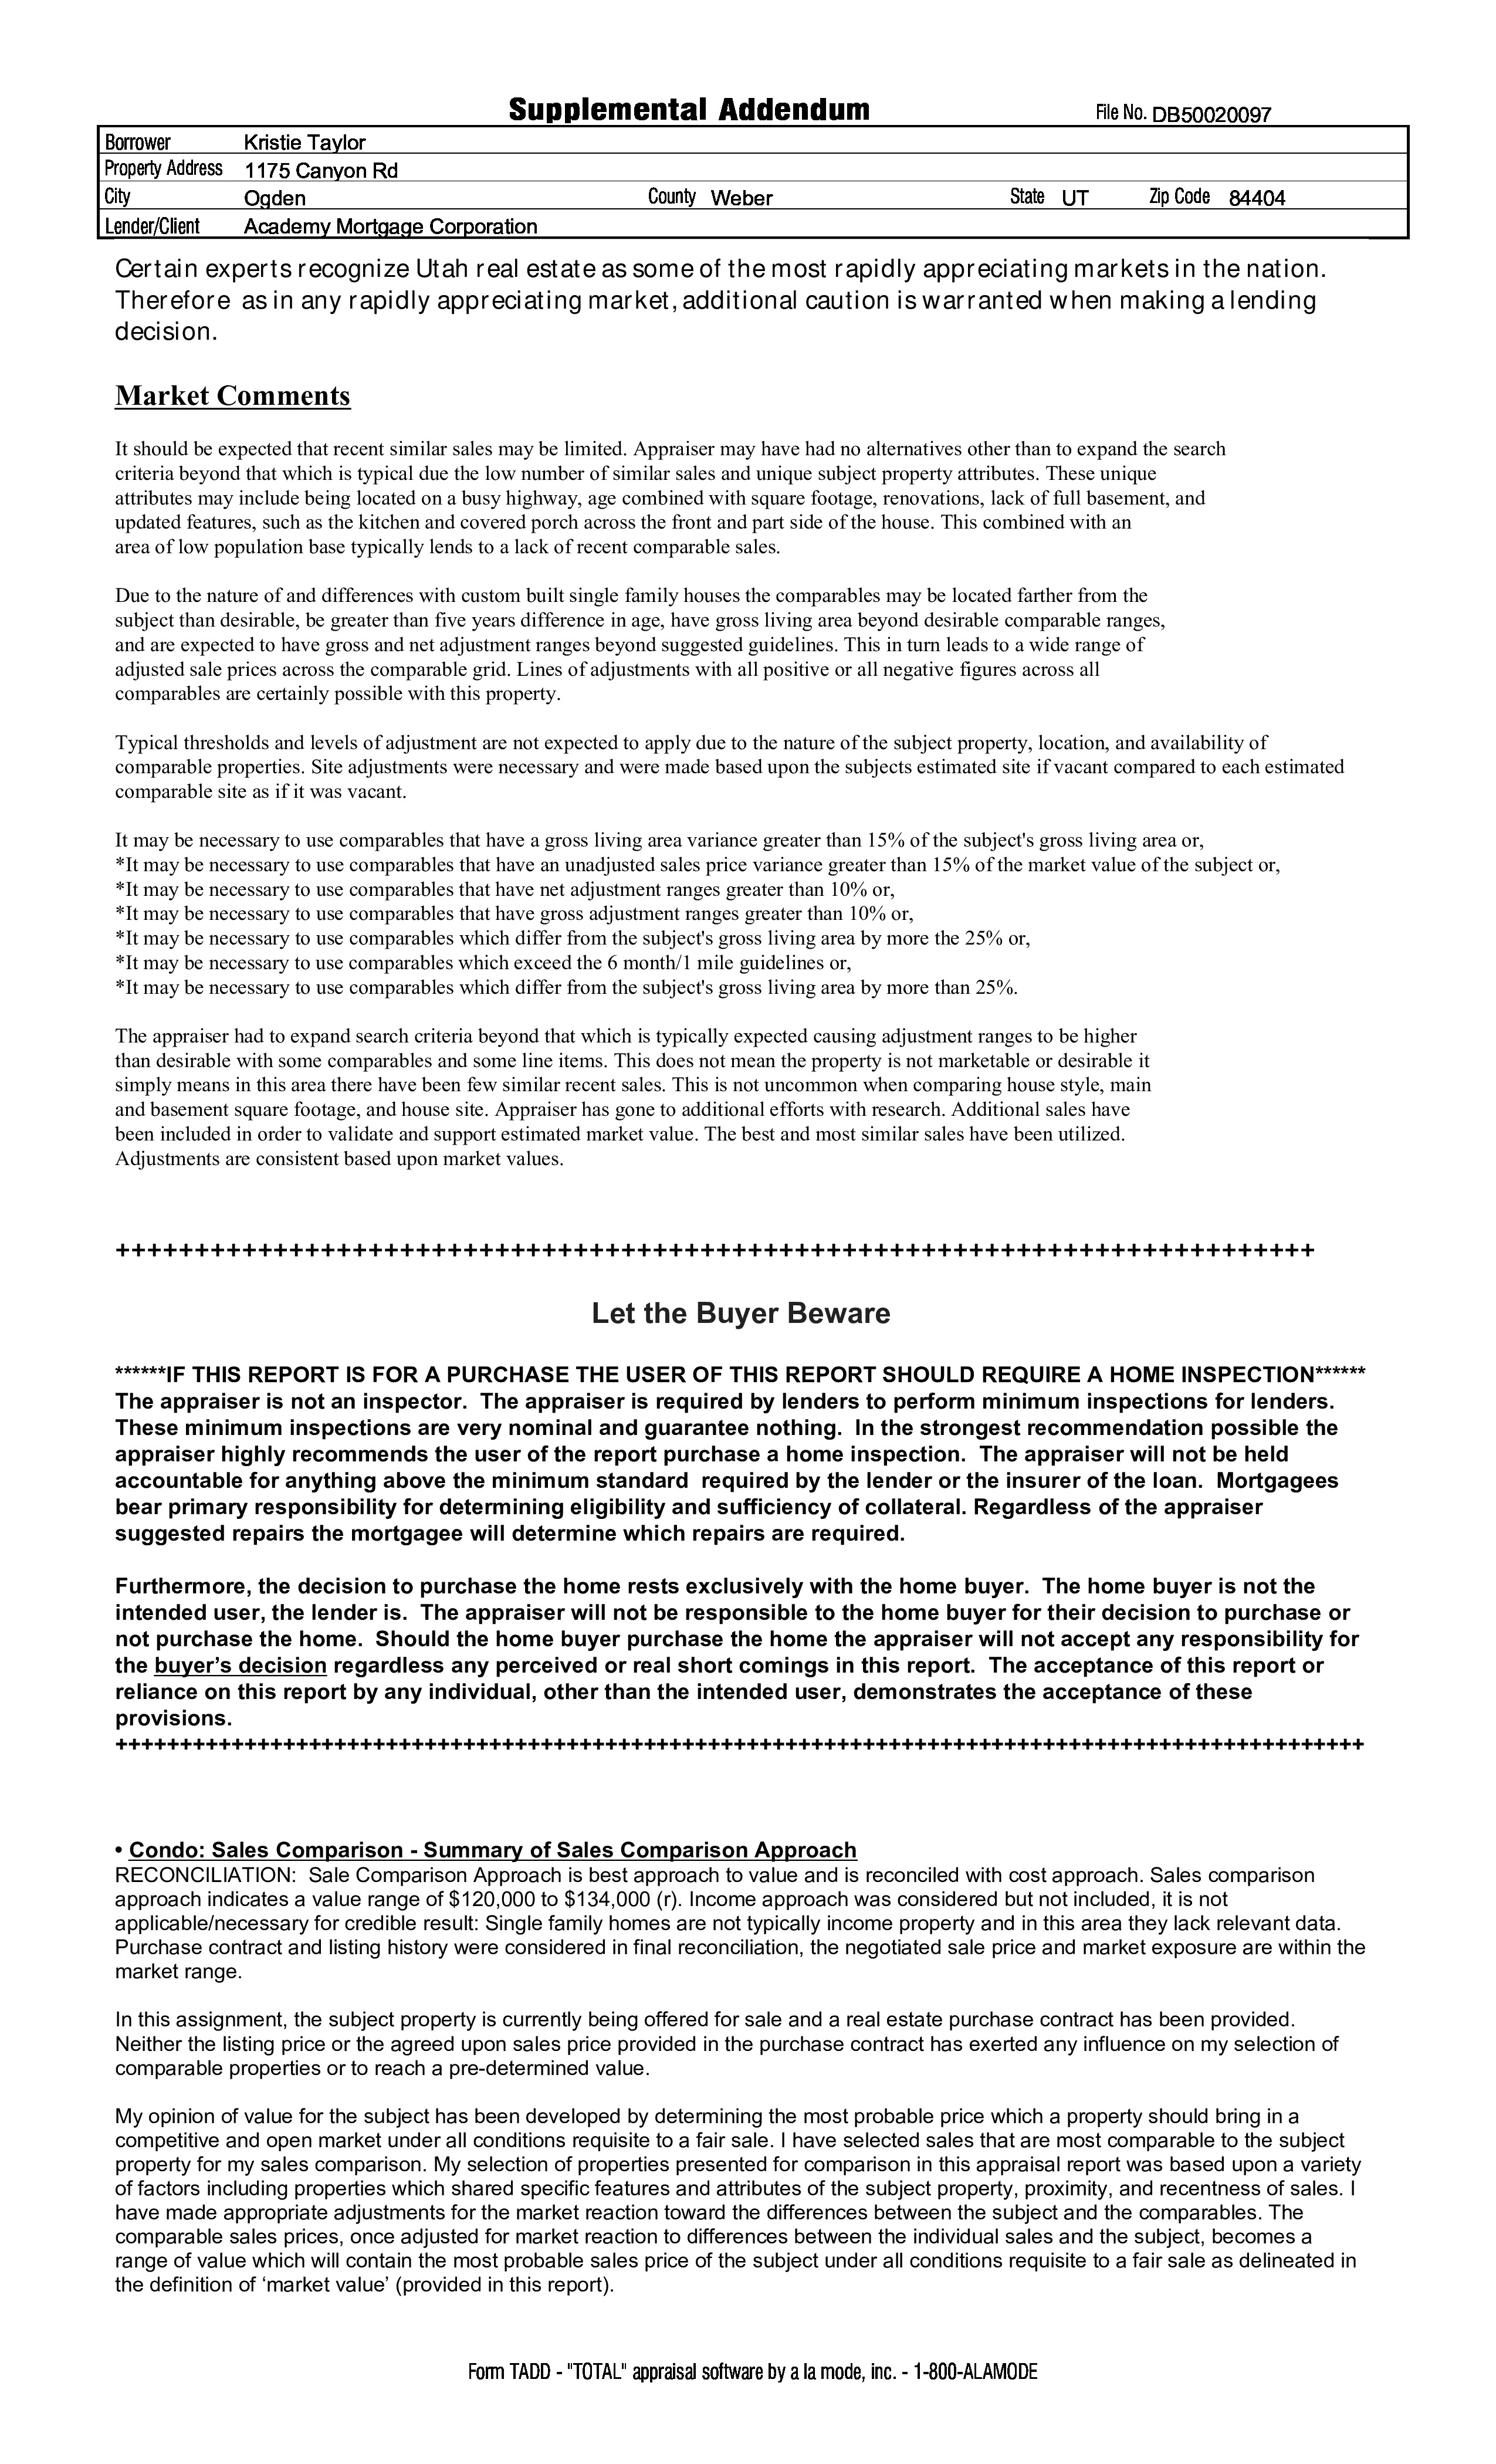 Supplemental Addendum File No. DB50020097
Borrower Kristie Taylor
Property Address 1175 Canyon Rd
City Ogden County Weber State UT Zip Code 84404
Lender/Client Academy Mortgage Corporation
Certain experts recognize Utah real estate as some of the most rapidly appreciating markets in the nation.
Therefore as in any rapidly appreciating market, additional caution is warranted when making a lending
decision.
Market Comments
It should be expected that recent similar sales may be limited. Appraiser may have had no alternatives other than to expand the search
criteria beyond that which is typical due the low number of similar sales and unique subject property attributes. These unique
attributes may include being located on a busy highway, age combined with square footage, renovations, lack of full basement, and
updated features, such as the kitchen and covered porch across the front and part side of the house. This combined with an
area of low population base typically lends to a lack of recent comparable sales.
Due to the nature of and differences with custom built single family houses the comparables may be located farther from the
subject than desirable, be greater than five years difference in age, have gross living area beyond desirable comparable ranges,
and are expected to have gross and net adjustment ranges beyond suggested guidelines. This in turn leads to a wide range of
adjusted sale prices across the comparable grid. Lines of adjustments with all positive or all negative figures across all
comparables are certainly possible with this property.
Typical thresholds and levels of adjustment are not expected to apply due to the nature of the subject property, location, and availability of
comparable properties. Site adjustments were necessary and were made based upon the subjects estimated site if vacant compared to each estimated
comparable site as if it was vacant.
It may be necessary to use comparables that have a gross living area variance greater than 15% of the subject's gross living area or,
*It may be necessary to use comparables that have an unadjusted sales price variance greater than 15% of the market value of the subject or,
*It may be necessary to use comparables that have net adjustment ranges greater than 10% or,
*It may be necessary to use comparables that have gross adjustment ranges greater than 10% or,
*It may be necessary to use comparables which differ from the subject's gross living area by more the 25% or,
*It may be necessary to use comparables which exceed the 6 month/1 mile guidelines or,
*It may be necessary to use comparables which differ from the subject's gross living area by more than 25%.
The appraiser had to expand search criteria beyond that which is typically expected causing adjustment ranges to be higher
than desirable with some comparables and some line items. This does not mean the property is not marketable or desirable it
simply means in this area there have been few similar recent sales. This is not uncommon when comparing house style, main
and basement square footage, and house site. Appraiser has gone to additional efforts with research. Additional sales have
been included in order to validate and support estimated market value. The best and most similar sales have been utilized.
Adjustments are consistent based upon market values.
++++++++++++++++++++++++++++++++++++++++++++++++++++++++++++++++++++++++++++
Let the Buyer Beware
******IF THIS REPORT IS FOR A PURCHASE THE USER OF THIS REPORT SHOULD REQUIRE A HOME INSPECTION******
The appraiser is not an inspector. The appraiser is required by lenders to perform minimum inspections for lenders.
These minimum inspections are very nominal and guarantee nothing. In the strongest recommendation possible the
appraiser highly recommends the user of the report purchase a home inspection. The appraiser will not be held
accountable for anything above the minimum standard required by the lender or the insurer of the loan. Mortgagees
bear primary responsibility for determining eligibility and sufficiency of collateral. Regardless of the appraiser
suggested repairs the mortgagee will determine which repairs are required.
Furthermore, the decision to purchase the home rests exclusively with the home buyer. The home buyer is not the
intended user, the lender is. The appraiser will not be responsible to the home buyer for their decision to purchase or
not purchase the home. Should the home buyer purchase the home the appraiser will not accept any responsibility for
the buyer’s decision regardless any perceived or real short comings in this report. The acceptance of this report or
reliance on this report by any individual, other than the intended user, demonstrates the acceptance of these
provisions.
++++++++++++++++++++++++++++++++++++++++++++++++++++++++++++++++++++++++++++++++++++++++++++++++
• Condo: Sales Comparison - Summary of Sales Comparison Approach
RECONCILIATION: Sale Comparison Approach is best approach to value and is reconciled with cost approach. Sales comparison
approach indicates a value range of $120,000 to $134,000 (r). Income approach was considered but not included, it is not
applicable/necessary for credible result: Single family homes are not typically income property and in this area they lack relevant data.
Purchase contract and listing history were considered in final reconciliation, the negotiated sale price and market exposure are within the
market range.
In this assignment, the subject property is currently being offered for sale and a real estate purchase contract has been provided.
Neither the listing price or the agreed upon sales price provided in the purchase contract has exerted any influence on my selection of
comparable properties or to reach a pre-determined value.
My opinion of value for the subject has been developed by determining the most probable price which a property should bring in a
competitive and open market under all conditions requisite to a fair sale. I have selected sales that are most comparable to the subject
property for my sales comparison. My selection of properties presented for comparison in this appraisal report was based upon a variety
of factors including properties which shared specific features and attributes of the subject property, proximity, and recentness of sales. I
have made appropriate adjustments for the market reaction toward the differences between the subject and the comparables. The
comparable sales prices, once adjusted for market reaction to differences between the individual sales and the subject, becomes a
range of value which will contain the most probable sales price of the subject under all conditions requisite to a fair sale as delineated in
the definition of ‘market value’ (provided in this report).
Form TADD - "TOTAL" appraisal software by a la mode, inc. - 1-800-ALAMODE